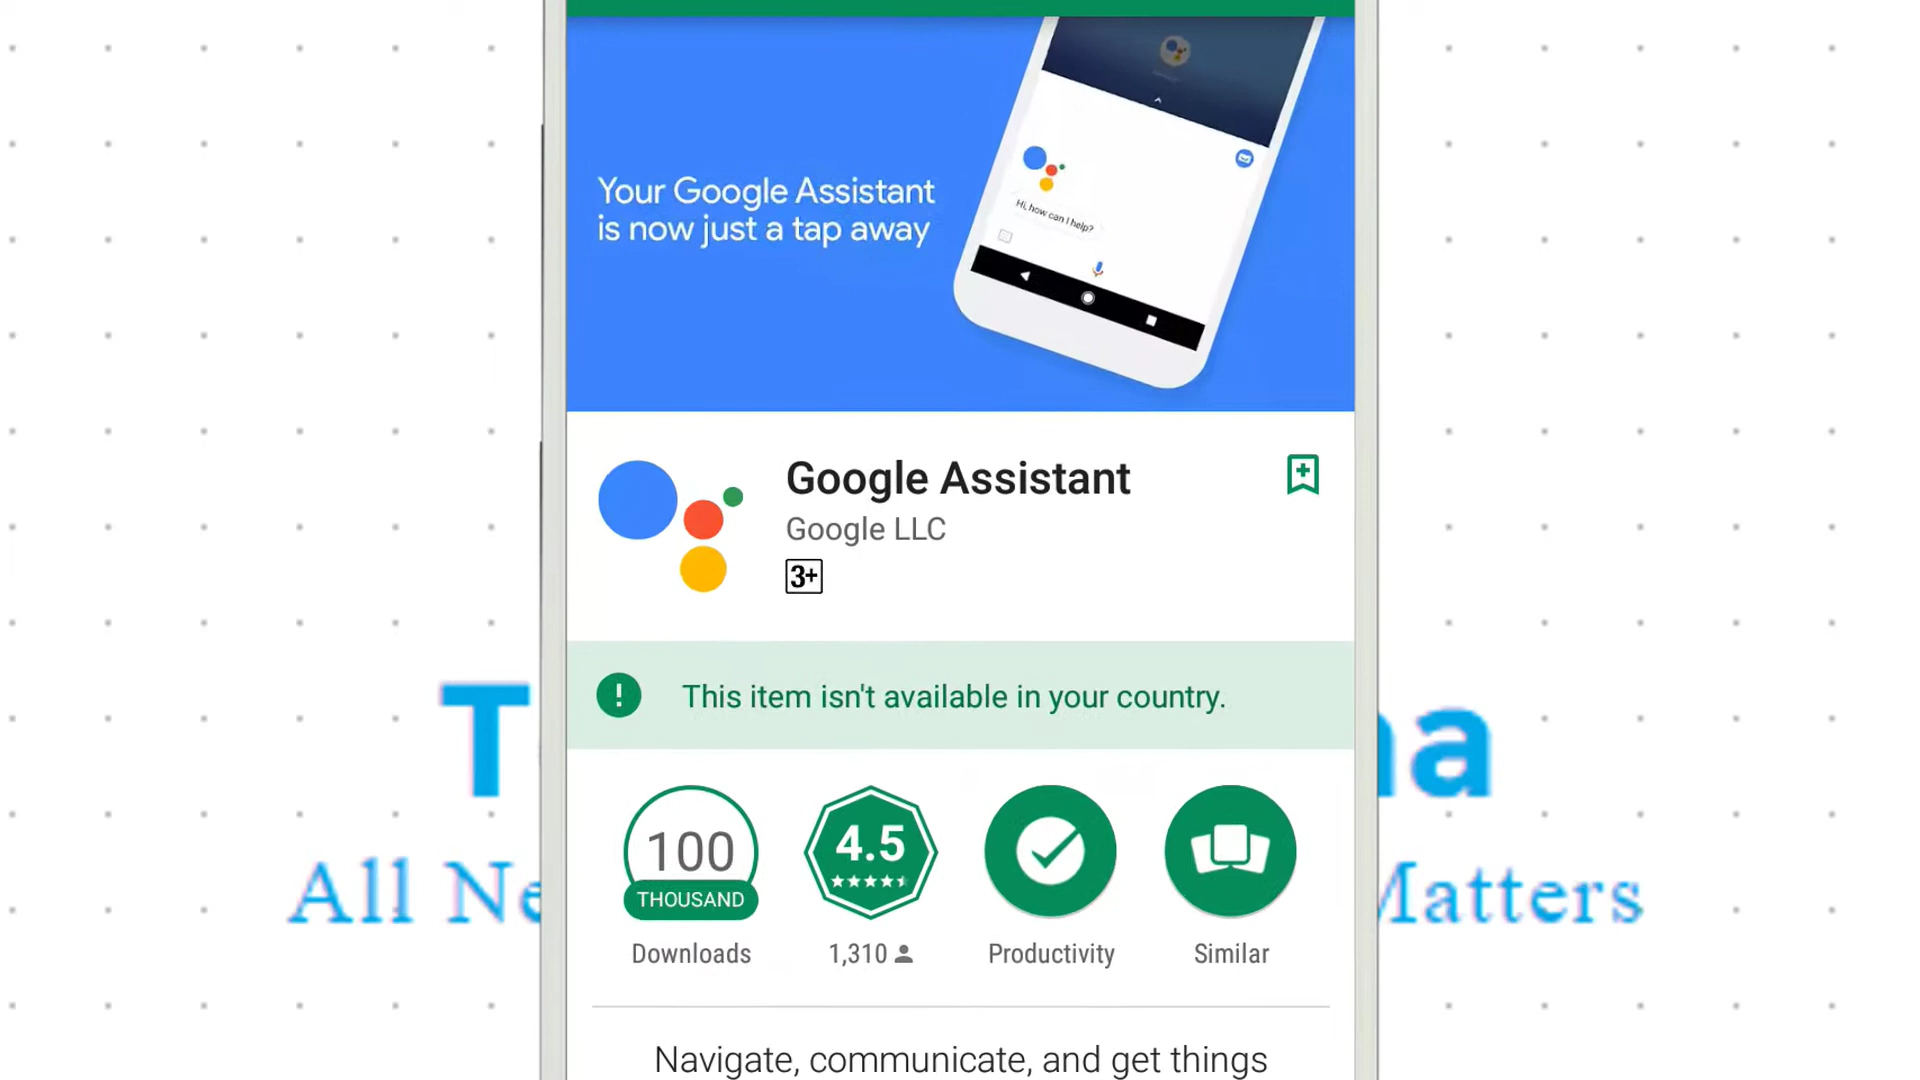 Your Google Assistant
is now just a tap away
Hi, how can I help?
Google Assistant
Google LLC
3+
This item isn't available in your country.
100
THOUSAND
4.5
Downloads
1,310
Productivity
Similar
All
Matters
Navigate, communicate, and get things